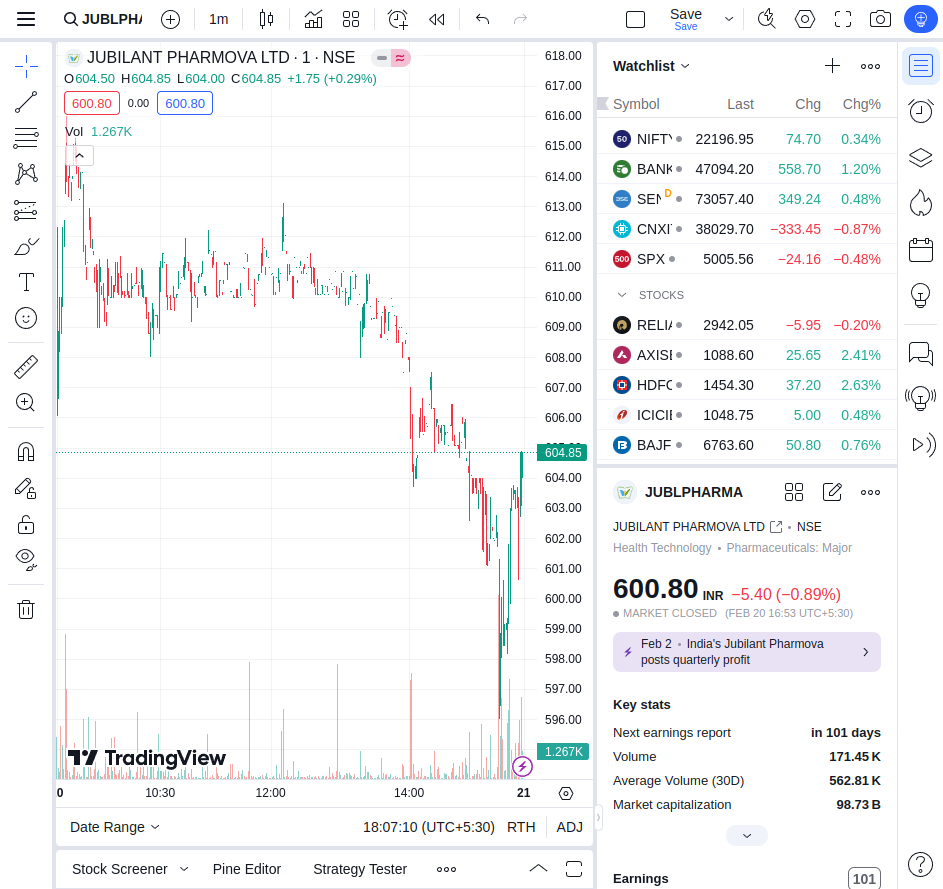 JUBLPHA 1m Save
Save
JUBILANT PHARMOVA LTD · 1 · NSE
O604.50 H604.85 L604.00 C604.85 +1.75 (+0.29%)
600.80 0.00 600.80
Vol 1.267K
618.00
617.00
616.00
615.00
614.00
613.00
612.00
611.00
610.00
609.00
608.00
607.00
606.00
604.85
604.00
603.00
602.00
601.00
600.00
599.00
598.00
597.00
596.00
1.267K
TradingView
0 10:30 12:00 14:00 21
Date Range 18:07:10 (UTC+5:30) RTH ADJ
Stock Screener Pine Editor Strategy Tester
Watchlist
Symbol Last Chg Chg%
50 NIFTY 22196.95 74.70 0.34%
BANK 47094.20 558.70 1.20%
SEN D 73057.40 349.24 0.48%
CNXI 38029.70 −333.45 −0.87%
500 SPX 5005.56 −24.16 −0.48%
STOCKS
RELIA 2942.05 −5.95 −0.20%
AXISI 1088.60 25.65 2.41%
HDFC 1454.30 37.20 2.63%
ICICIE 1048.75 5.00 0.48%
BAJF 6763.60 50.80 0.76%
JUBLPHARMA
JUBILANT PHARMOVA LTD • NSE
Health Technology • Pharmaceuticals: Major
600.80 INR −5.40 (−0.89%)
MARKET CLOSED (FEB 20 16:53 UTC+5:30)
Feb 2 • India's Jubilant Pharmova
posts quarterly profit
Key stats
Next earnings report in 101 days
Volume 171.45 K
Average Volume (30D) 562.81 K
Market capitalization 98.73 B
Earnings 101